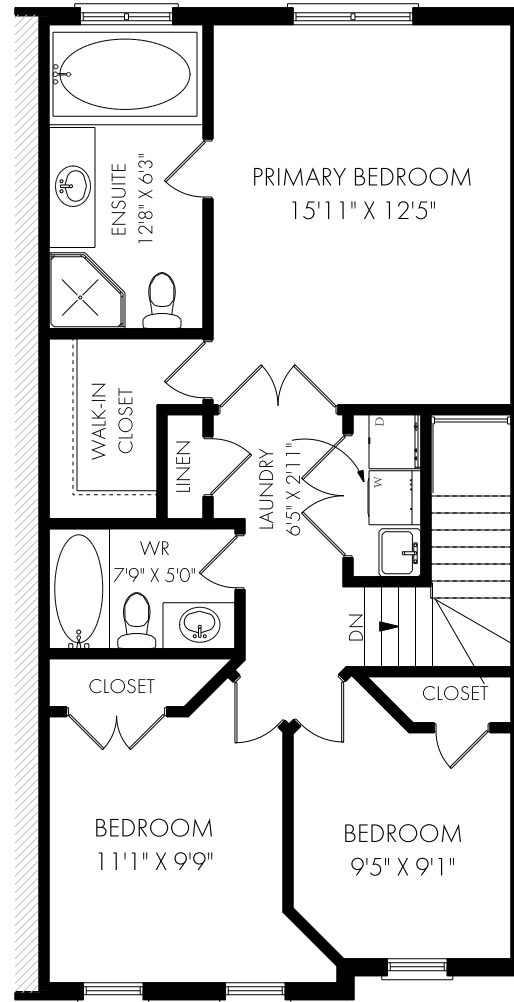 PRIMARY BEDROOM
15'11" X 12'5"
ENSUITE
12'8" X 6'3"
WALK-IN
CLOSET
LINEN
LAUNDRY
6'5" X 2'11"
D
W
WR
7'9" X 5'0"
DN
CLOSET
CLOSET
BEDROOM
11'1" X 9'9"
BEDROOM
9'5" X 9'1"